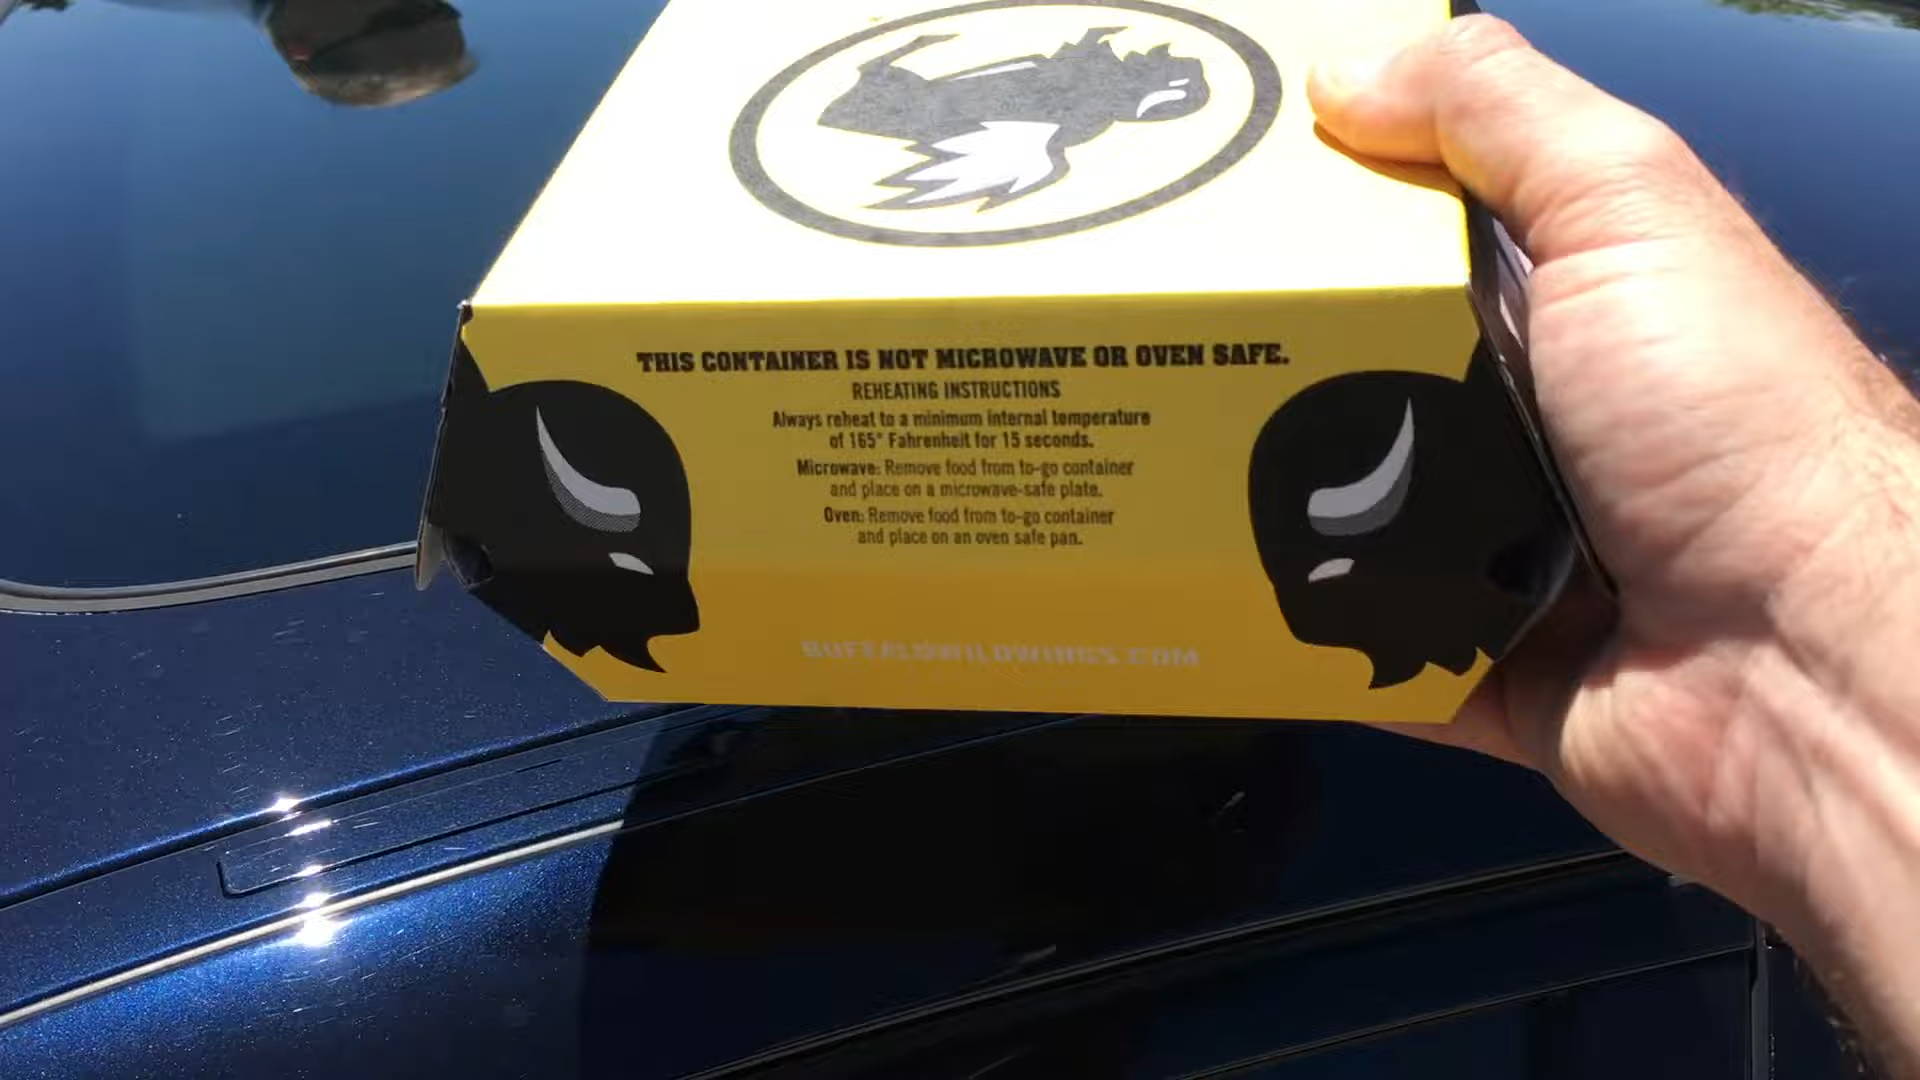 THIS CONTAINER IS NOT MICROWAVE OR OVEN SAFE.
REHEATING INSTRUCTIONS
Always reheat to a minimum internal temperature
of 165° Fahrenheit for 15 seconds.
Microwave: Remove food from to-go container
and place on a microwave-safe plate.
Oven: Remove food from to-go container
and place on an oven safe pan.
BUFFALOWILDWINGS.COM